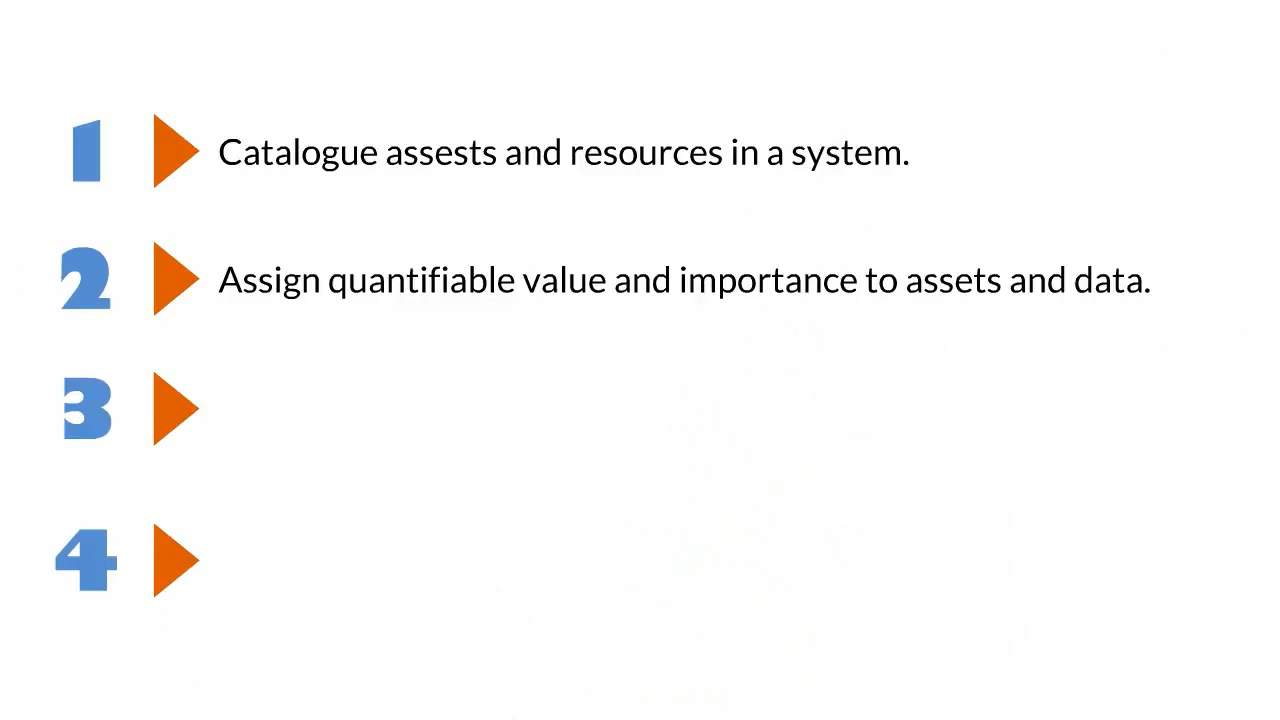 1 Catalogue assests and resources in a system.
2 Assign quantifiable value and importance to assets and data.
3
4